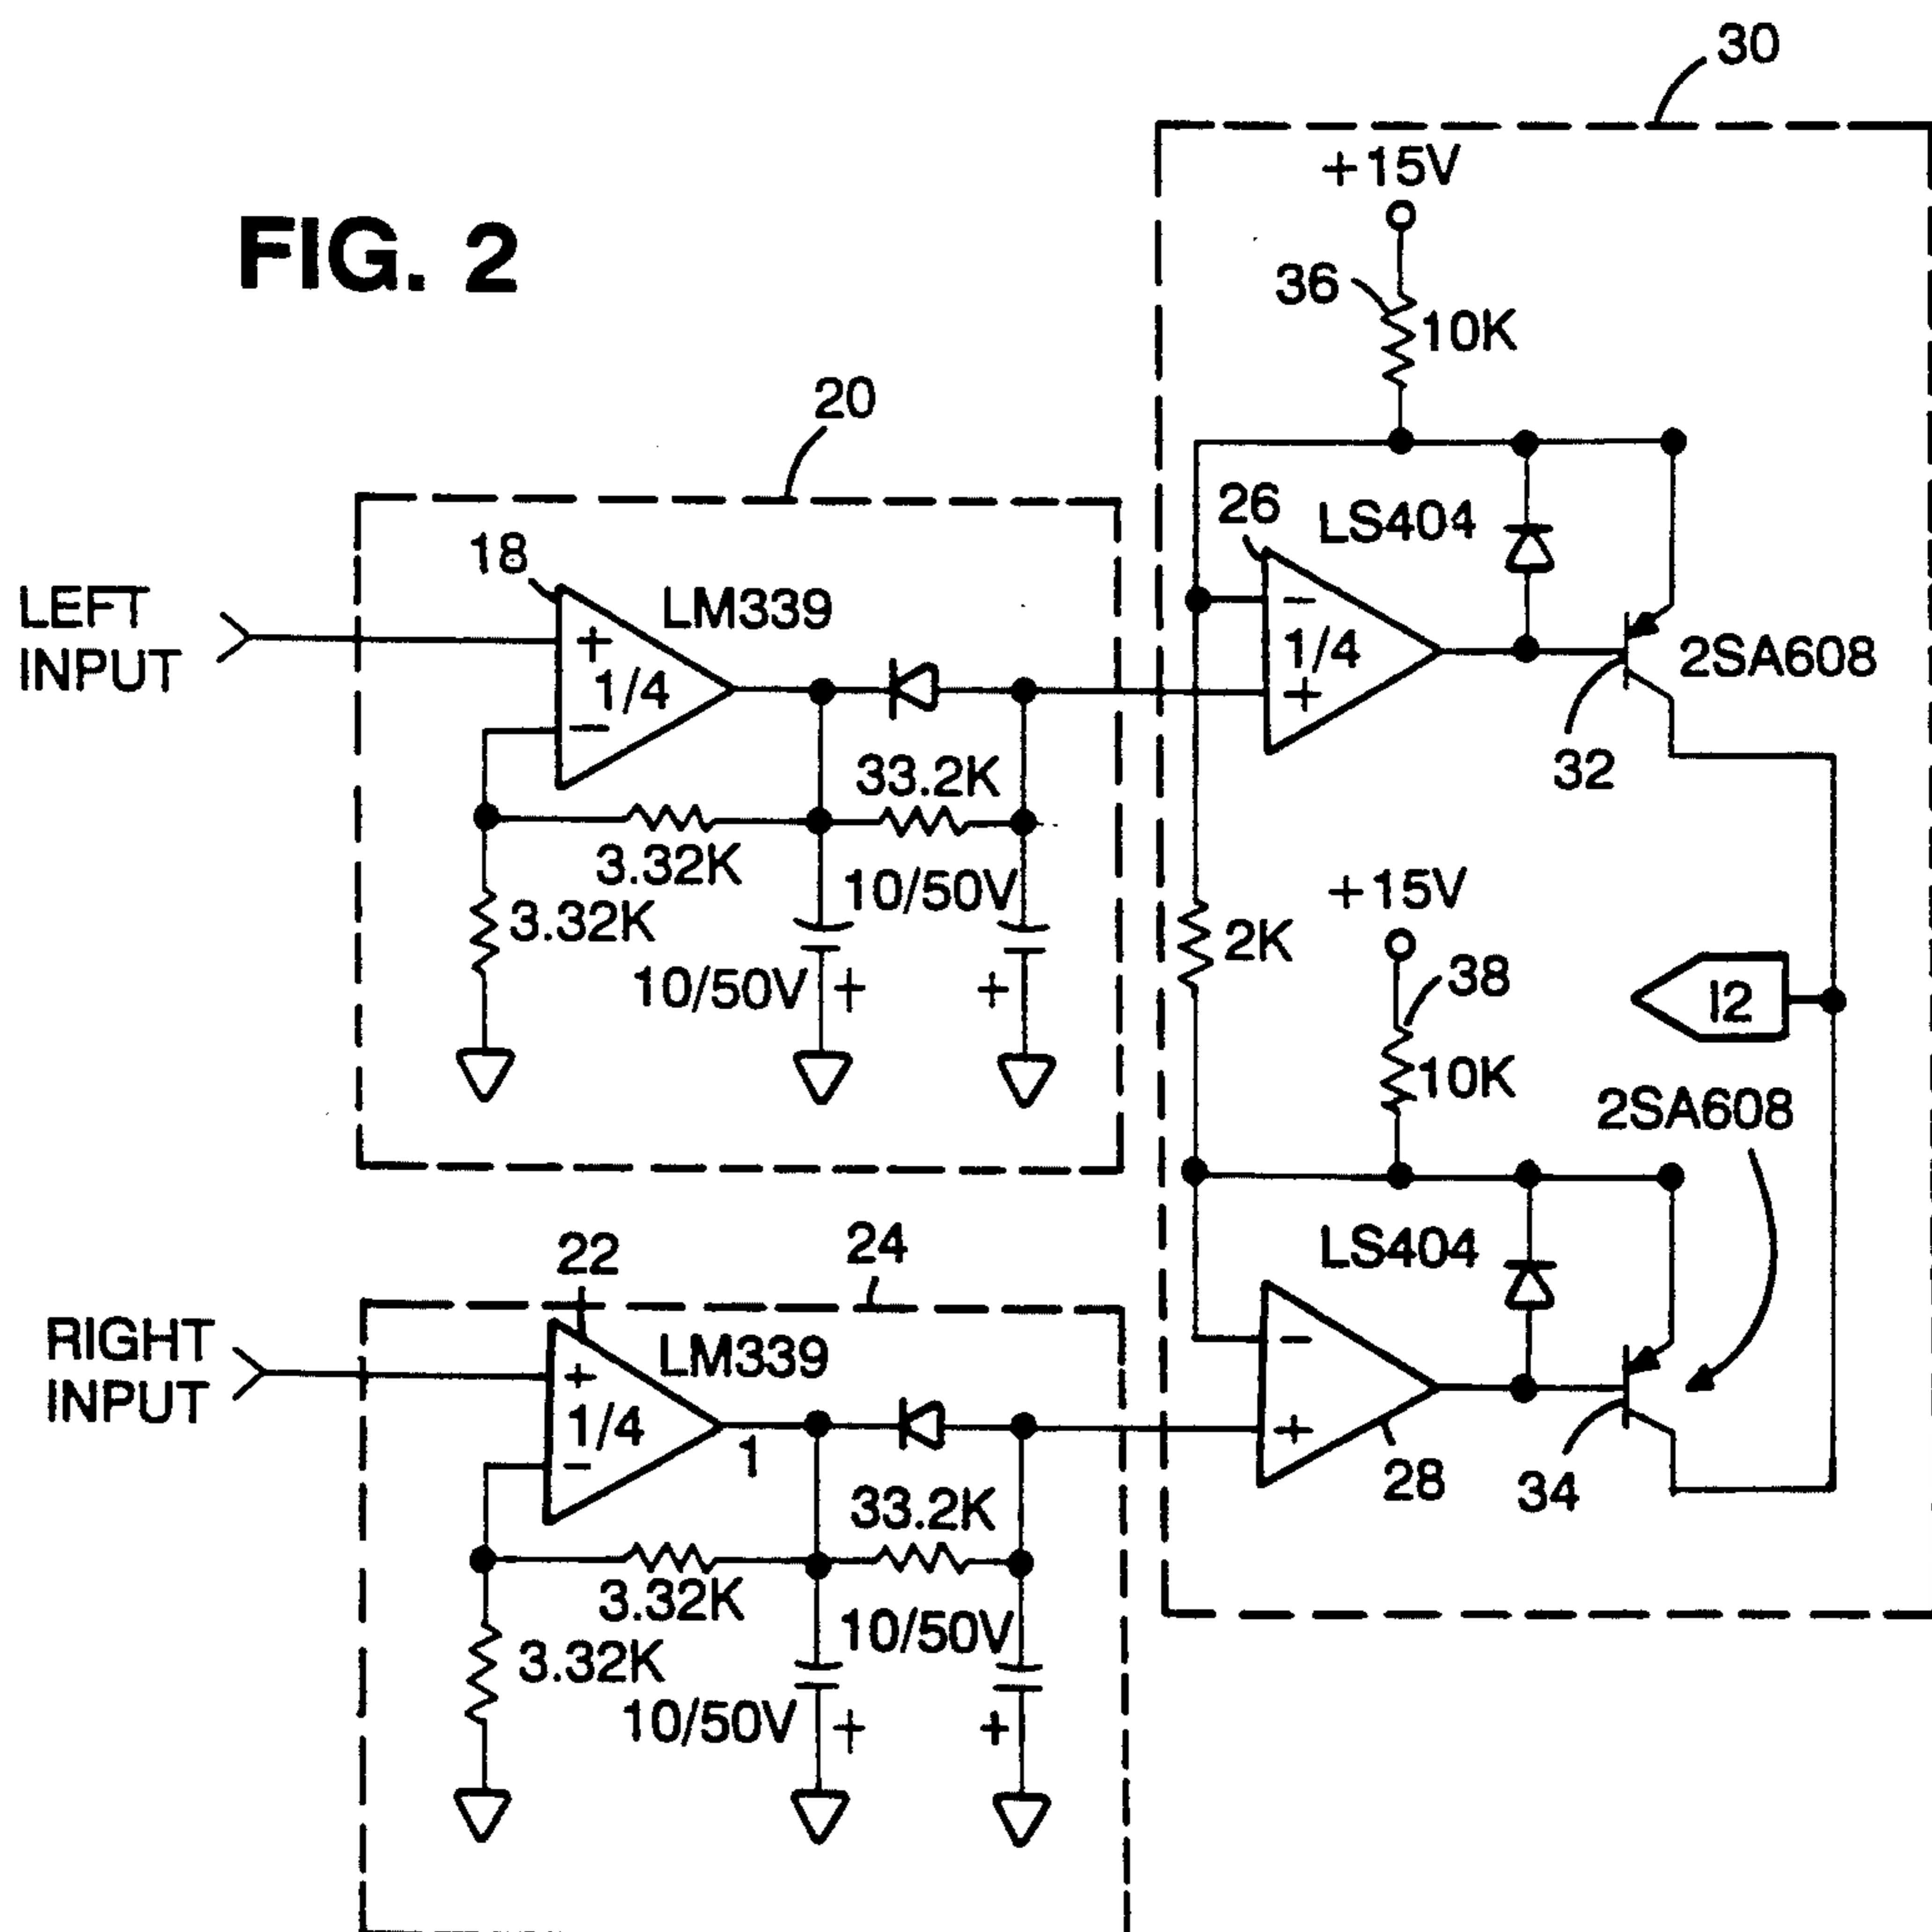 30
+15V
FIG. 2
36
10K
20
26
LS404
18
LM339
LEFT
INPUT
+
1/4
−
−
1/4
+
2SA608
32
33.2K
3.32K
10/50V
3.32K
10/50V
+
+
+15V
2K
38
I2
10K
2SA608
22
24
LS404
RIGHT
INPUT
LM339
+
1/4
−
1
−
+
28
34
33.2K
3.32K
10/50V
3.32K
10/50V
+
+